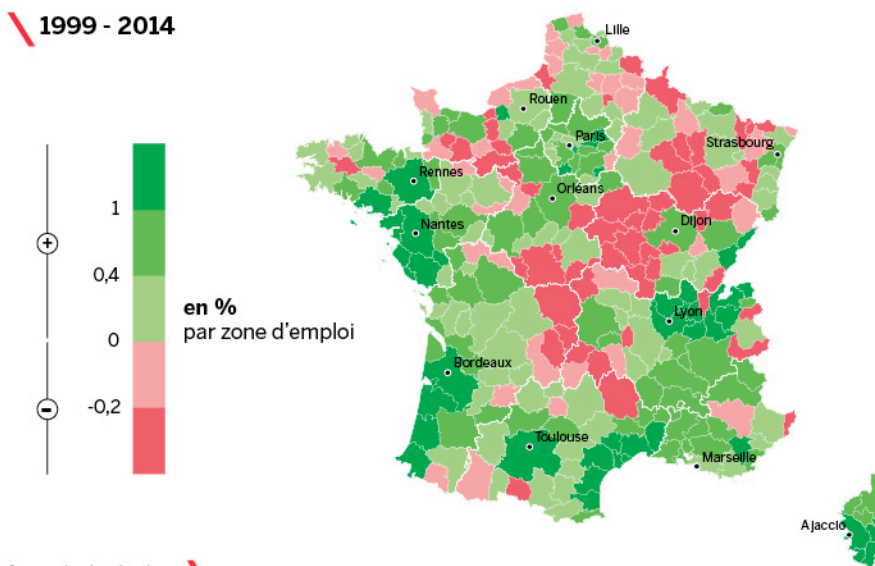 1999 - 2014
Lille
Rouen
Paris
Strasbourg
Rennes
Orléans
1
Nantes
Dijon
0,4
en %
0
par zone d'emploi
Lyon
Bordeaux
-0,2
Toulouse
Marseille
Ajaccio